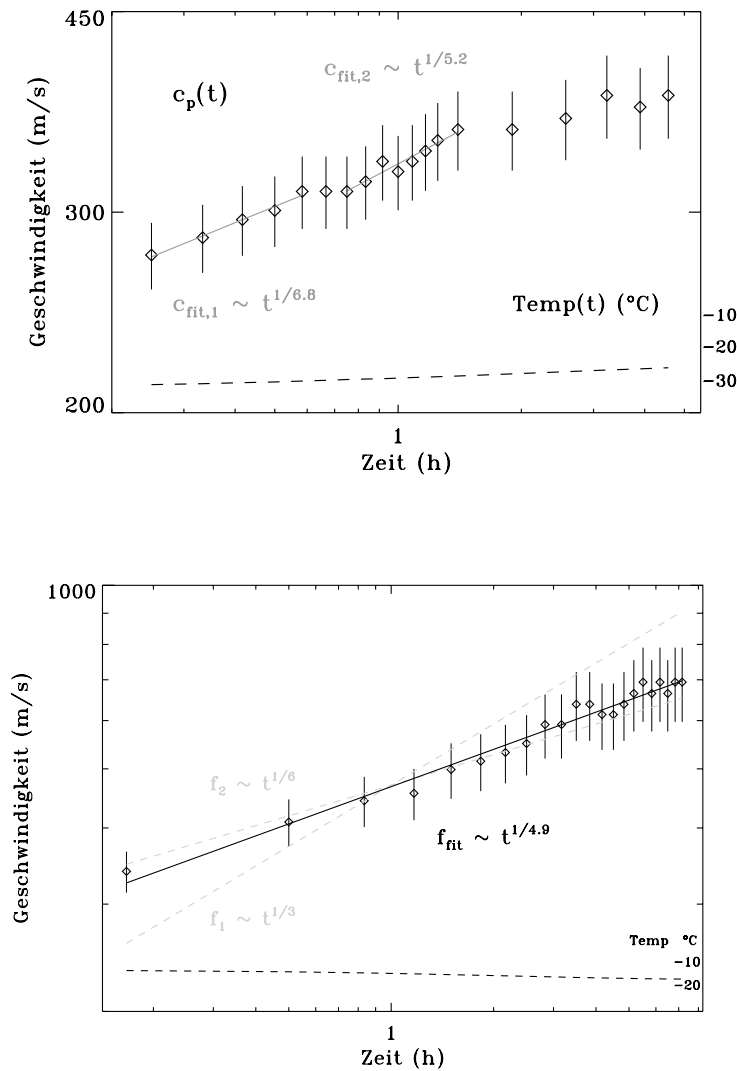 450
c_fit,2 ~ t^1/5.2
c_p(t)
Geschwindigkeit (m/s)
300
c_fit,1 ~ t^1/6.8
Temp(t) (°C)
-10
-20
-30
200
1
Zeit (h)
1000
Geschwindigkeit (m/s)
f_2 ~ t^1/6
f_fit ~ t^1/4.9
f_1 ~ t^1/3
Temp °C
-10
-20
1
Zeit (h)